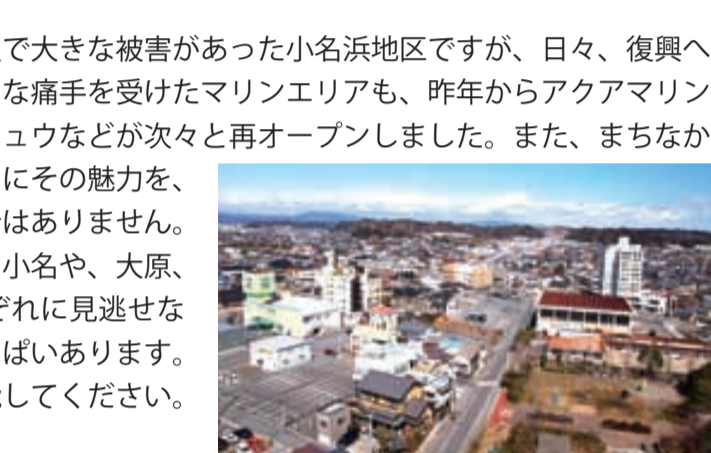 で大きな被害があった小名浜地区ですが、日々、復興へ
な痛手を受けたマリンエリアも、昨年からアクアマリン
ュウなどが次々と再オープンしました。また、まちなか
にその魅力を、
はありません。
小名や、大原、
ぞれに見逃せな
ぱいあります。
してください。